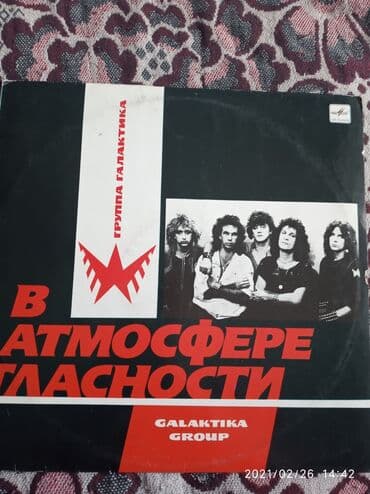 ГРУППА ГАЛАКТИКА
В
АТМОСФЕРЕ
ГЛАСНОСТИ
GALAKTIKA
GROUP
2021/02/26 14:42